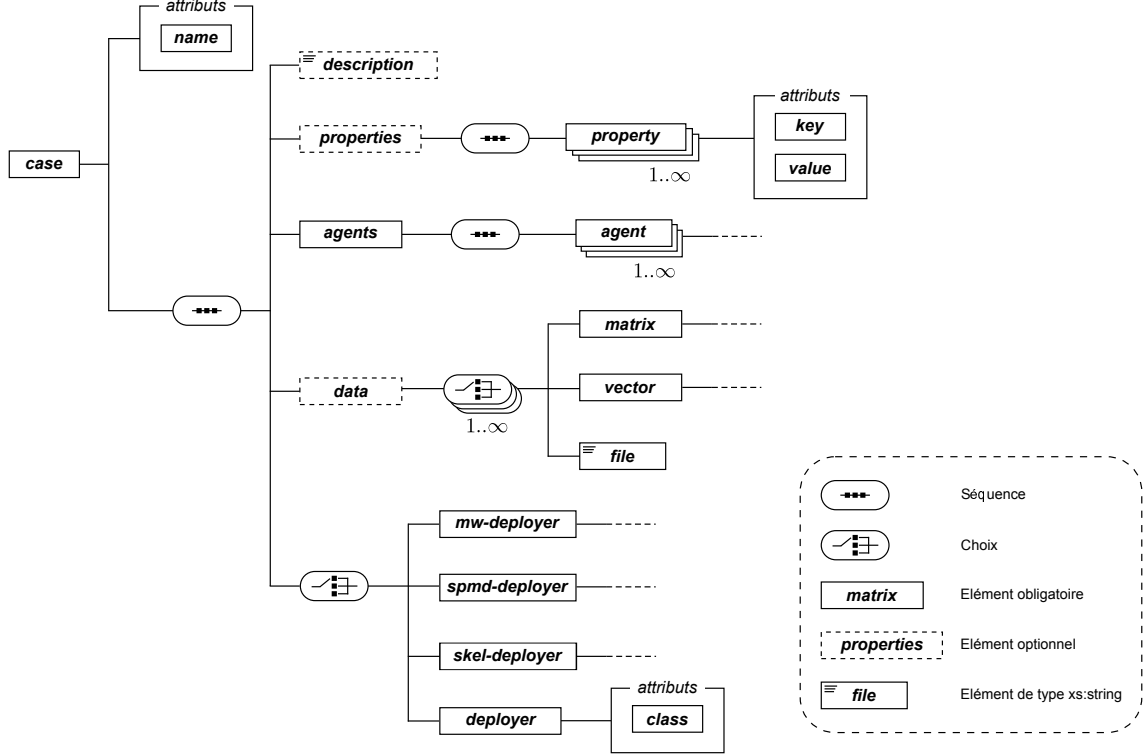 attributs
name
description
properties
property
1..∞
attributs
key
value
case
agents
agent
1..∞
data
1..∞
matrix
vector
file
mw-deployer
spmd-deployer
skel-deployer
deployer
attributs
class
Séquence
Choix
matrix
Elément obligatoire
properties
Elément optionnel
file
Elément de type xs:string